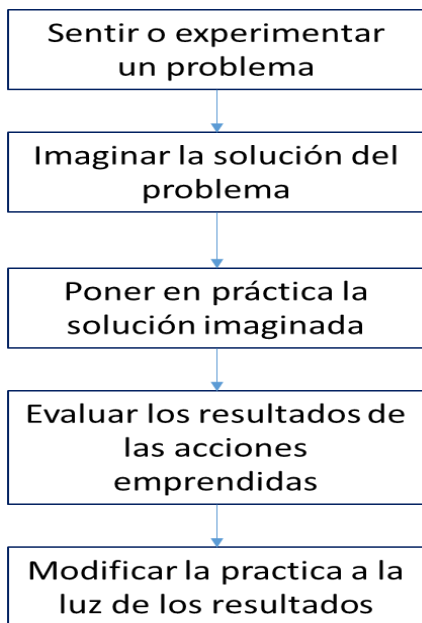 Sentir o experimentar
un problema
Imaginar la solución del
problema
Poner en práctica la
solución imaginada
Evaluar los resultados de
las acciones
emprendidas
Modificar la practica a la
luz de los resultados